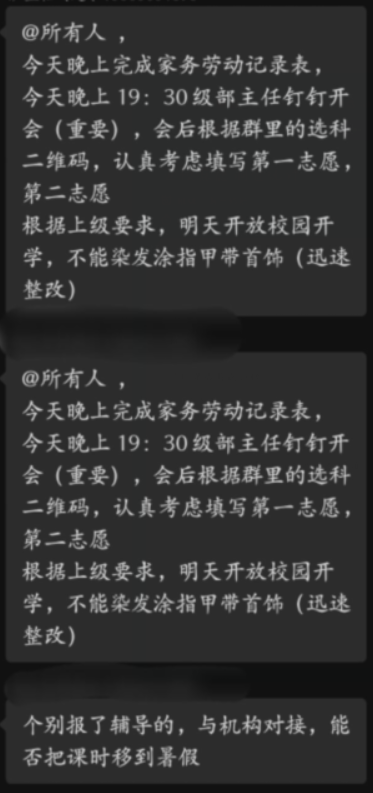 @所有人 ，
今天晚上完成家务劳动记录表，
今天晚上 19：30级部主任钉钉开
会（重要），会后根据群里的选科
二维码，认真考虑填写第一志愿，
第二志愿
根据上级要求，明天开放校园开
学，不能染发涂指甲带首饰（迅速
整改）
@所有人 ，
今天晚上完成家务劳动记录表，
今天晚上 19：30级部主任钉钉开
会（重要），会后根据群里的选科
二维码，认真考虑填写第一志愿，
第二志愿
根据上级要求，明天开放校园开
学，不能染发涂指甲带首饰（迅速
整改）
个别报了辅导的，与机构对接，能
否把课时移到暑假